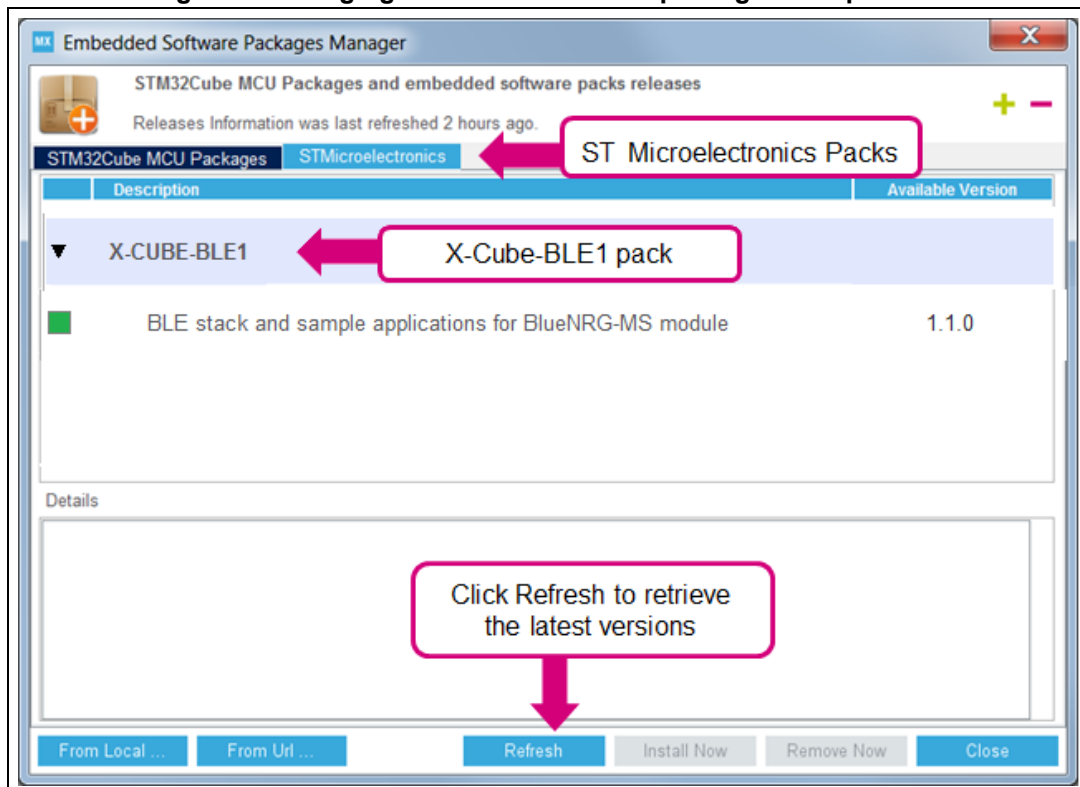 MX Embedded Software Packages Manager
X
STM32Cube MCU Packages and embedded software packs releases
Releases Information was last refreshed 2 hours ago.
STM32Cube MCU Packages STMicroelectronics
ST Microelectronics Packs
Description Available Version
X-CUBE-BLE1
X-Cube-BLE1 pack
BLE stack and sample applications for BlueNRG-MS module 1.1.0
Details
Click Refresh to retrieve
the latest versions
From Local ... From Url ... Refresh Install Now Remove Now Close